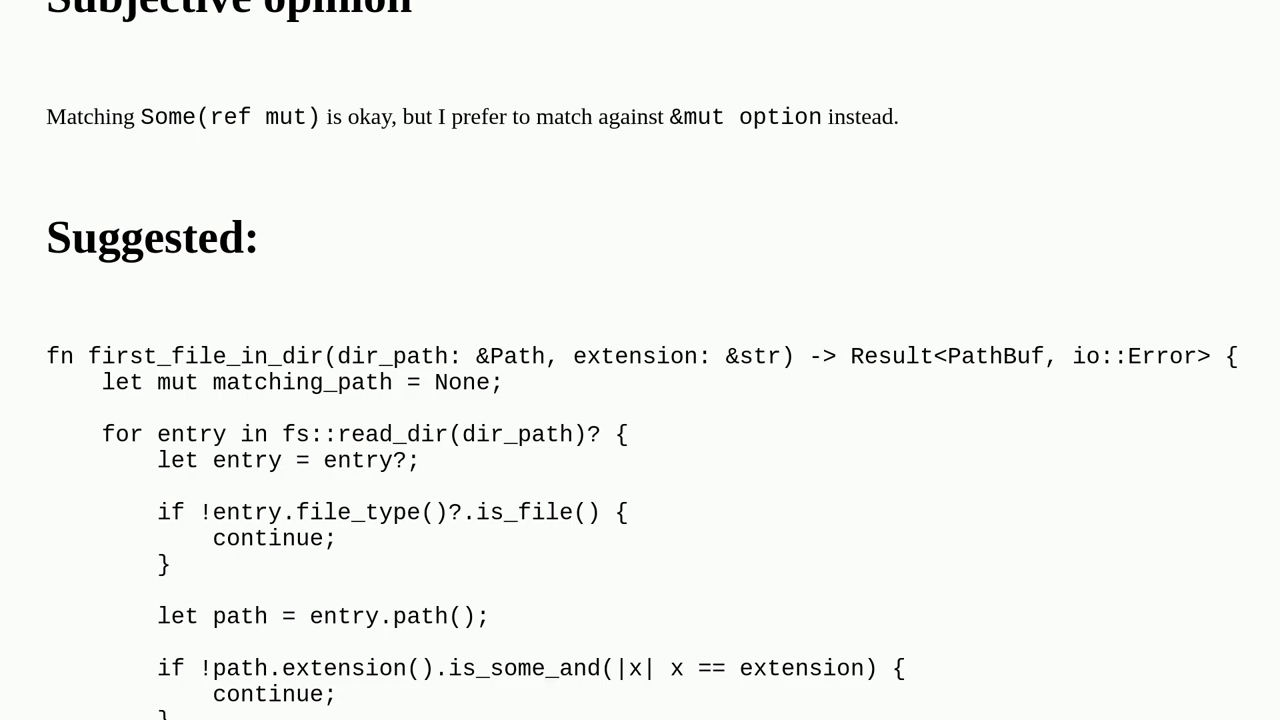 Subjective opinion
Matching Some(ref mut) is okay, but I prefer to match against &mut option instead.
Suggested:
fn first_file_in_dir(dir_path: &Path, extension: &str) -> Result<PathBuf, io::Error> {
    let mut matching_path = None;
    for entry in fs::read_dir(dir_path)? {
        let entry = entry?;
        if !entry.file_type()?.is_file() {
            continue;
        }
        let path = entry.path();
        if !path.extension().is_some_and(|x| x == extension) {
            continue;
        }